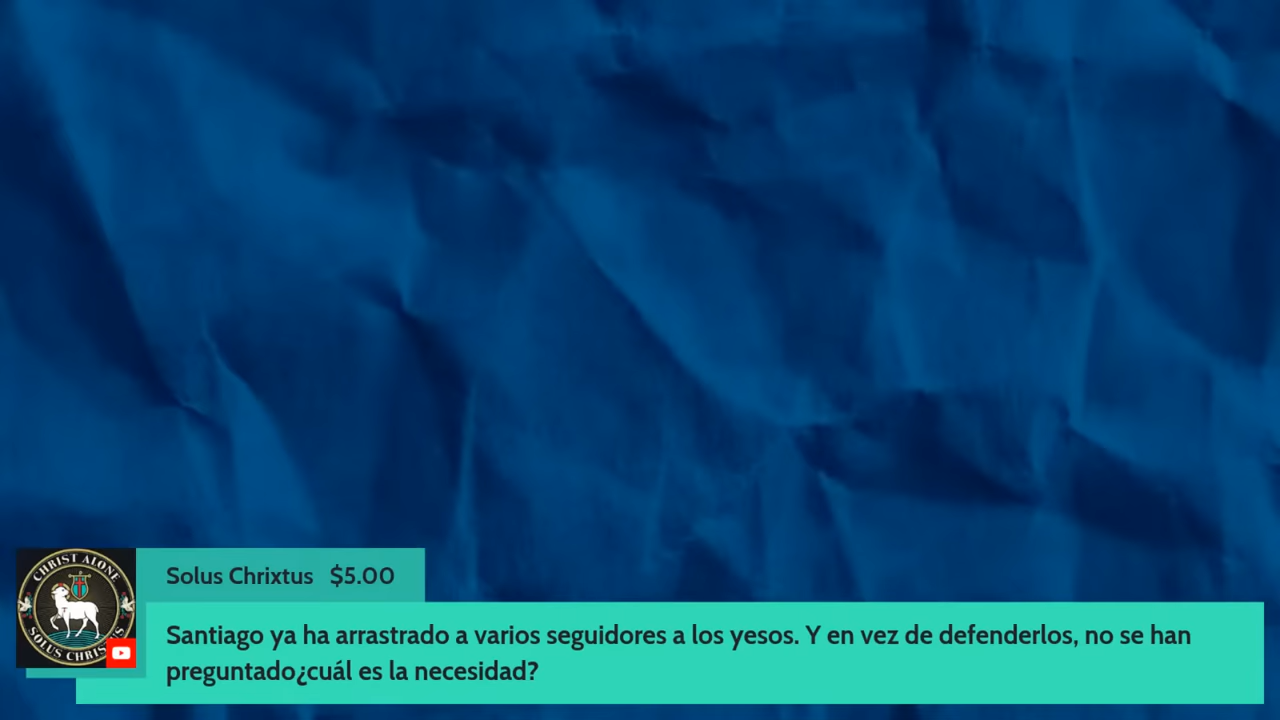 CHRIST ALONE
SOLUS CHRIS
Solus Chrixtus $5.00
Santiago ya ha arrastrado a varios seguidores a los yesos. Y en vez de defenderlos, no se han
preguntado¿cuál es la necesidad?